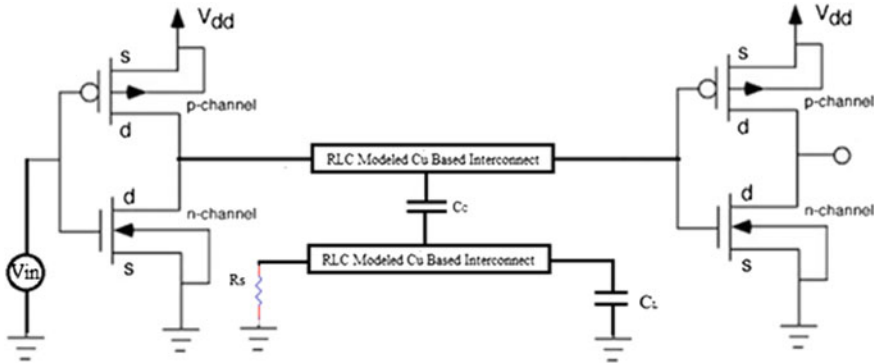 Vdd
Vdd
s
s
p-channel
p-channel
d
d
RLC Modeled Cu Based Interconnect
d
d
n-channel
Cc
n-channel
s
s
Vin
Rs
RLC Modeled Cu Based Interconnect
CL